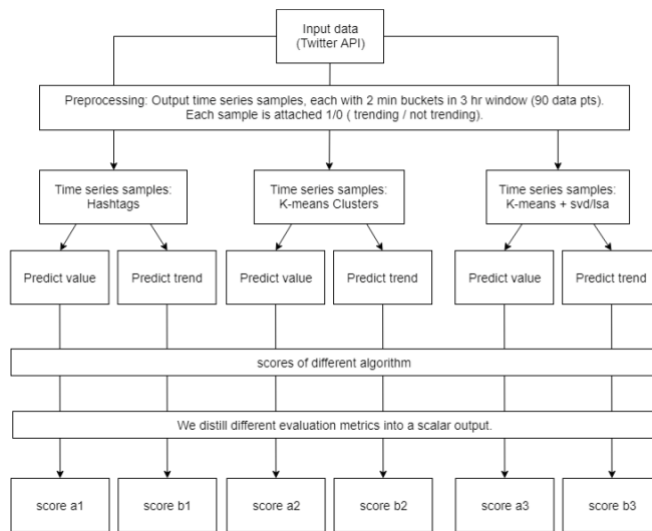 Input data
(Twitter API)
Preprocessing: Output time series samples, each with 2 min buckets in 3 hr window (90 data pts).
Each sample is attached 1/0 ( trending / not trending).
Time series samples:
Hashtags
Time series samples:
K-means Clusters
Time series samples:
K-means + svd/lsa
Predict value
Predict trend
Predict value
Predict trend
Predict value
Predict trend
scores of different algorithm
We distill different evaluation metrics into a scalar output.
score a1
score b1
score a2
score b2
score a3
score b3